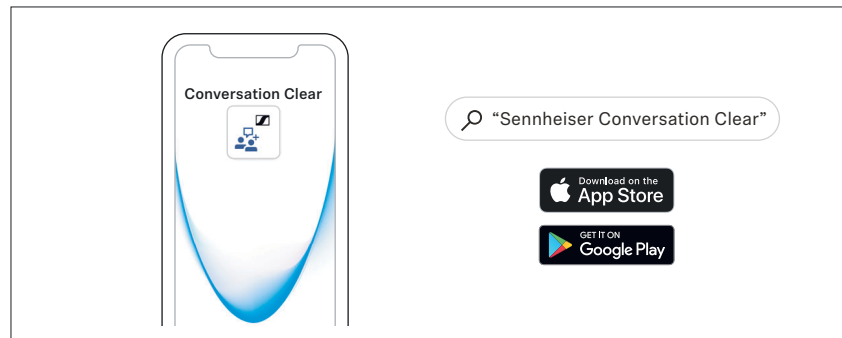 Conversation Clear
“Sennheiser Conversation Clear”
Download on the
App Store
GET IT ON
Google Play